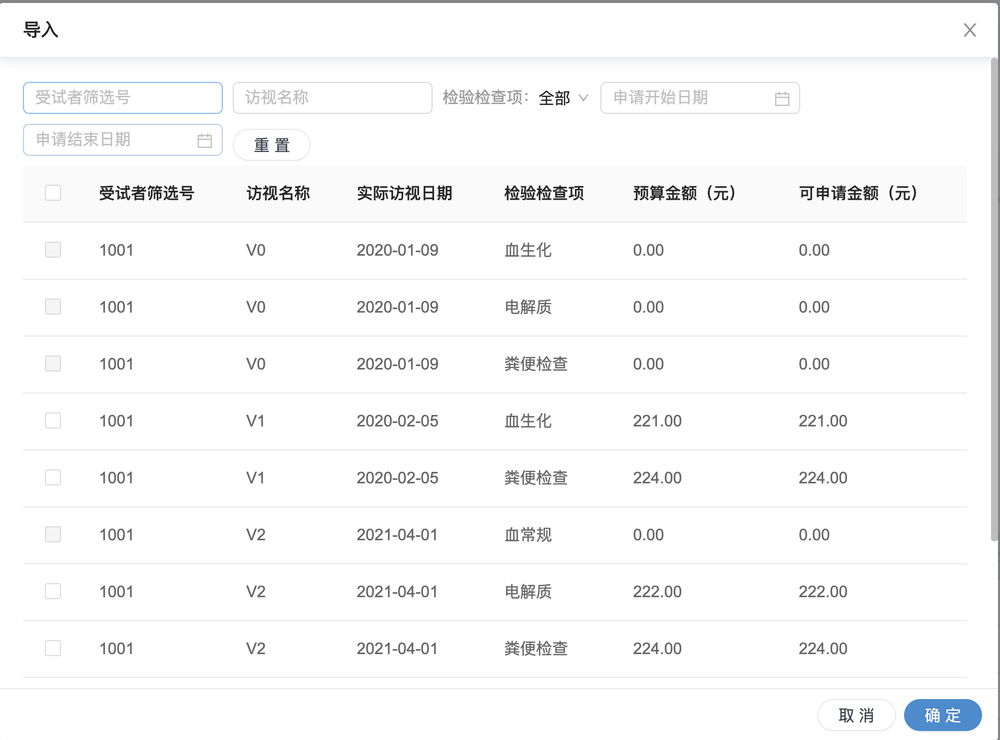 导入
受试者筛选号 访视名称 检验检查项： 全部 申请开始日期
申请结束日期 重 置
受试者筛选号 访视名称 实际访视日期 检验检查项 预算金额（元） 可申请金额（元）
1001 V0 2020-01-09 血生化 0.00 0.00
1001 V0 2020-01-09 电解质 0.00 0.00
1001 V0 2020-01-09 粪便检查 0.00 0.00
1001 V1 2020-02-05 血生化 221.00 221.00
1001 V1 2020-02-05 粪便检查 224.00 224.00
1001 V2 2021-04-01 血常规 0.00 0.00
1001 V2 2021-04-01 电解质 222.00 222.00
1001 V2 2021-04-01 粪便检查 224.00 224.00
取 消 确 定